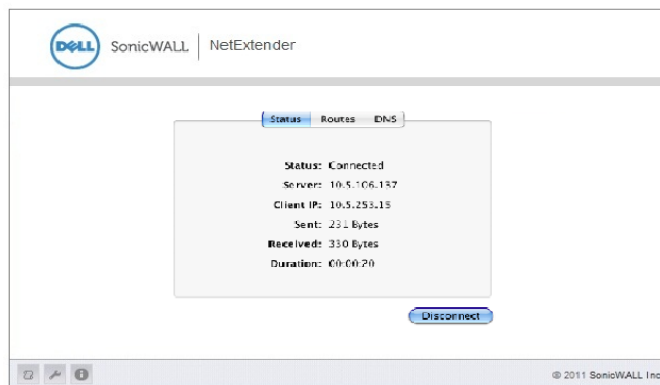 DELL SonicWALL | NetExtender
Status Routes DNS
Status: Connected
Server: 10.5.106.137
Client IP: 10.5.253.15
Sent: 231 Bytes
Received: 330 Bytes
Duration: 00:00:20
Disconnect
© 2011 SonicWALL Inc